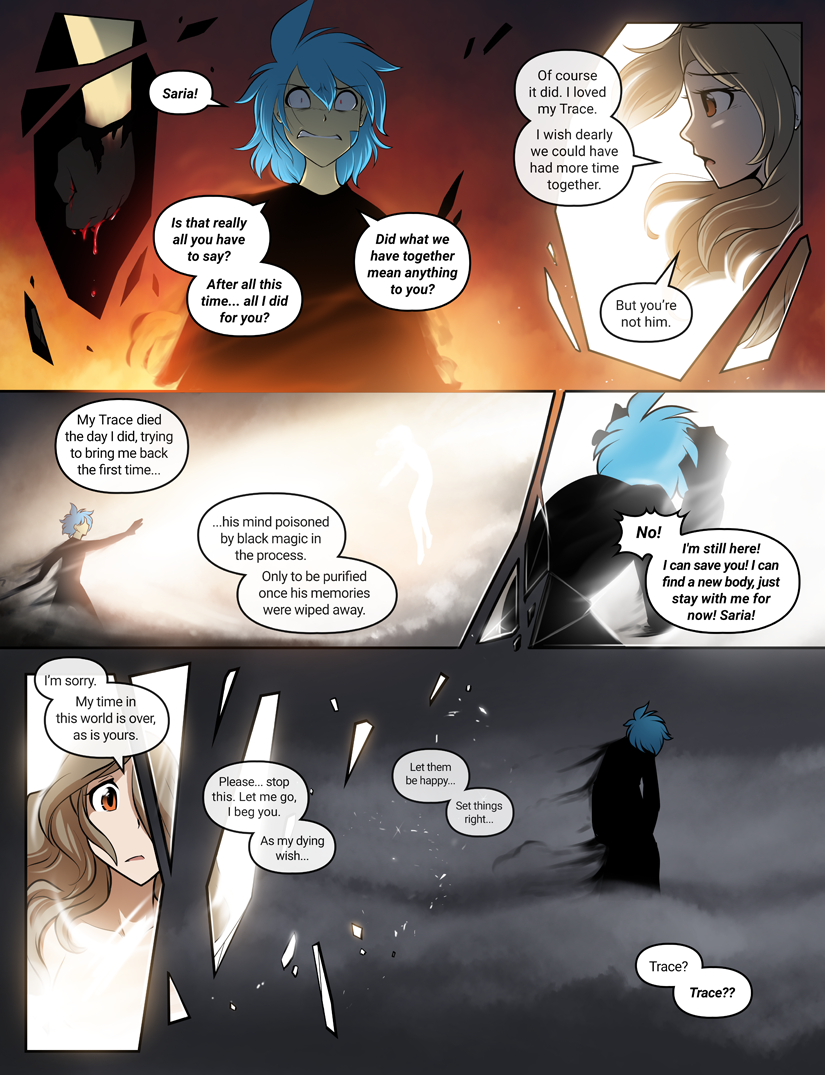 Saria!
Is that really
all you have
to say?
After all this
time... all I did
for you?
Did what we
have together
mean anything
to you?
Of course
it did. I loved
my Trace.
I wish dearly
we could have
had more time
together.
But you're
not him.
My Trace died
the day I did, trying
to bring me back
the first time...
...his mind poisoned
by black magic in
the process.
Only to be purified
once his memories
were wiped away.
No!
I'm still here!
I can save you! I can
find a new body, just
stay with me for
now! Saria!
I'm sorry.
My time in
this world is over,
as is yours.
Please... stop
this. Let me go,
I beg you.
As my dying
wish...
Let them
be happy...
Set things
right...
Trace?
Trace??